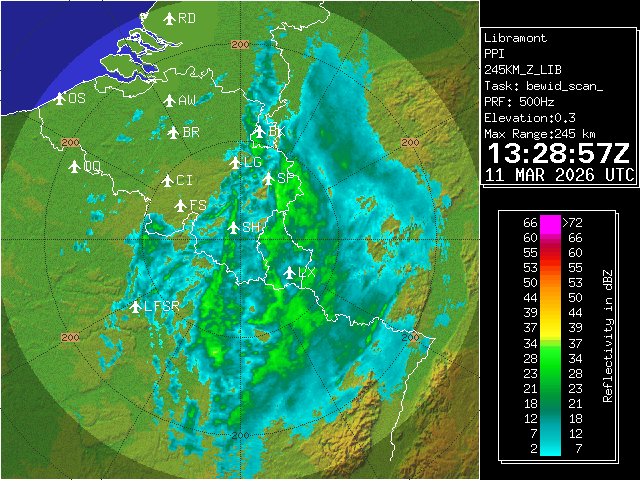 RD
200
OS
AW
BR
BK
200
200
OO
LG
CI
SP
FS
SH
LX
LFSR
200
200
200
Libramont
PPI
245KM_Z_LIB
Task: bewid_scan_
PRF: 500Hz
Elevation:0.3
Max Range:245 km
13:28:57Z
11 MAR 2026 UTC
66 >72
60 66
55 60
53 55
50 53
44 50
39 44
37 39
34 37
28 34
23 28
21 23
18 21
12 18
7 12
2 7
Reflectivity in dBZ